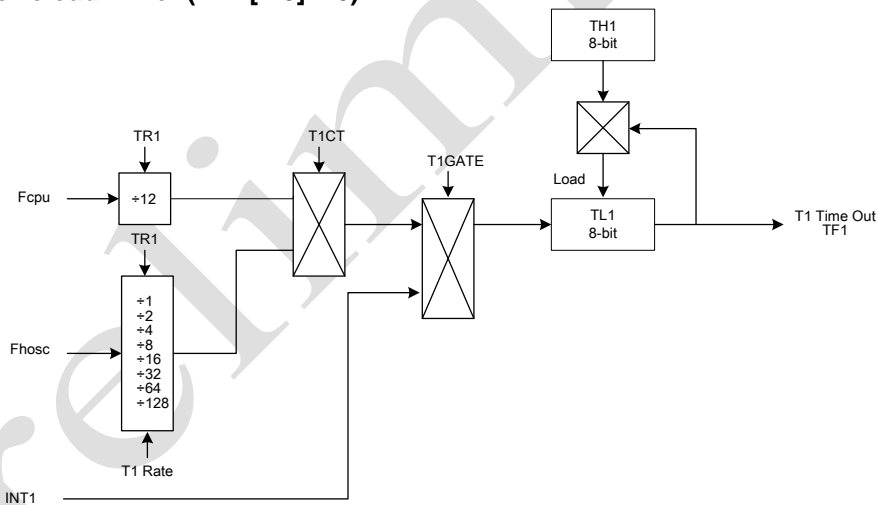 TH1
8-bit
TR1
T1CT
T1GATE
Fcpu
÷12
Load
TR1
TL1
8-bit
T1 Time Out
TF1
÷1
÷2
÷4
÷8
÷16
÷32
÷64
÷128
Fhosc
T1 Rate
INT1